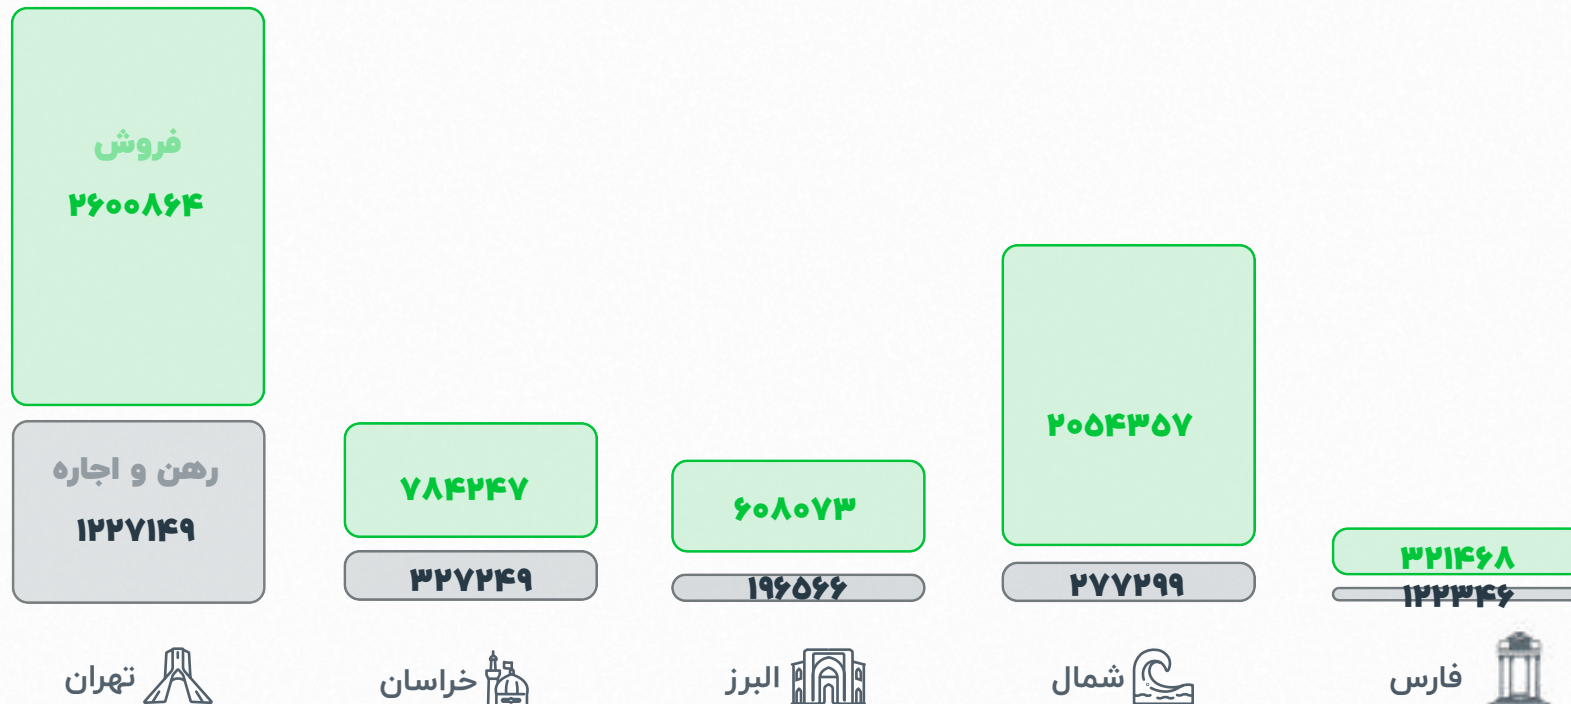 فروش
۲۶۰۰۸۶۴
رهن و اجاره
۱۲۲۷۱۴۹
تهران
۷۸۴۲۴۷
۳۲۷۲۴۹
خراسان
۶۰۸۰۷۳
۱۹۶۵۶۶
البرز
۲۰۵۴۳۵۷
۲۷۷۲۹۹
شمال
۳۲۱۴۶۸
۱۲۲۳۴۶
فارس